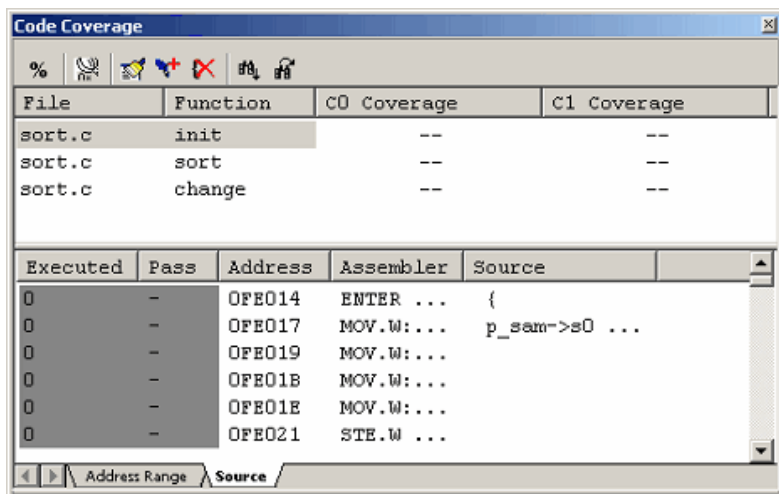 Code Coverage
%
File Function C0 Coverage C1 Coverage
sort.c init -- --
sort.c sort -- --
sort.c change -- --
Executed Pass Address Assembler Source
0 - 0FE014 ENTER ... {
0 - 0FE017 MOV.W:... p_sam->s0 ...
0 - 0FE019 MOV.W:...
0 - 0FE01B MOV.W:...
0 - 0FE01E MOV.W:...
0 - 0FE021 STE.W ...
Address Range Source